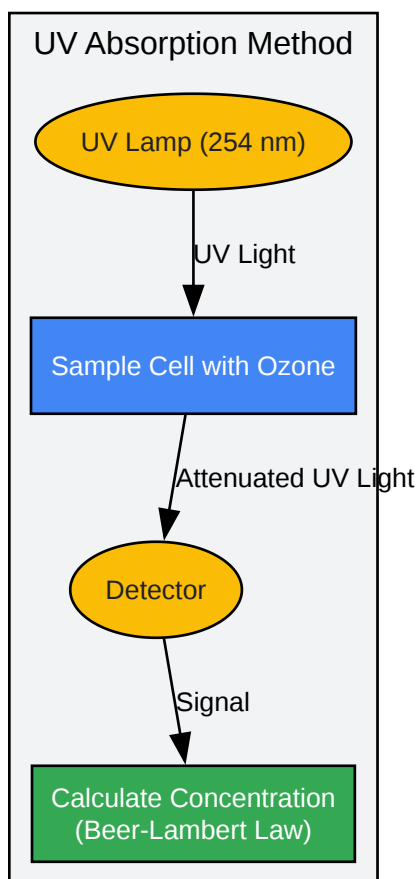 UV Absorption Method
UV Lamp (254 nm)
UV Light
Sample Cell with Ozone
Attenuated UV Light
Detector
Signal
Calculate Concentration
(Beer-Lambert Law)